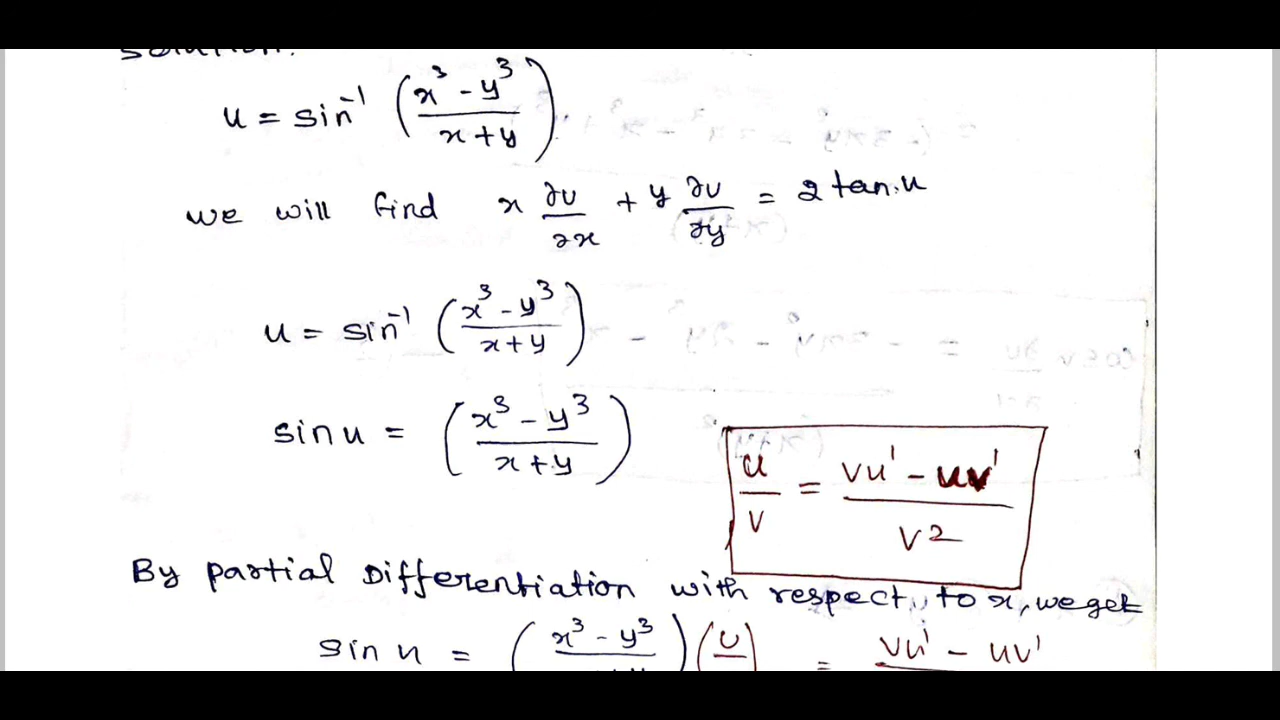 Solution:
u = sin⁻¹ (x³ - y³ / x + y)
we will find x ∂u/∂x + y ∂u/∂y = 2 tan u
u = sin⁻¹ (x³ - y³ / x + y)
sin u = (x³ - y³ / x + y)
u/v = vu' - uv' / v²
By partial Differentiation with respect to x, we get
sin u = (x³ - y³ / ) (u/ ) = vu' - uv'